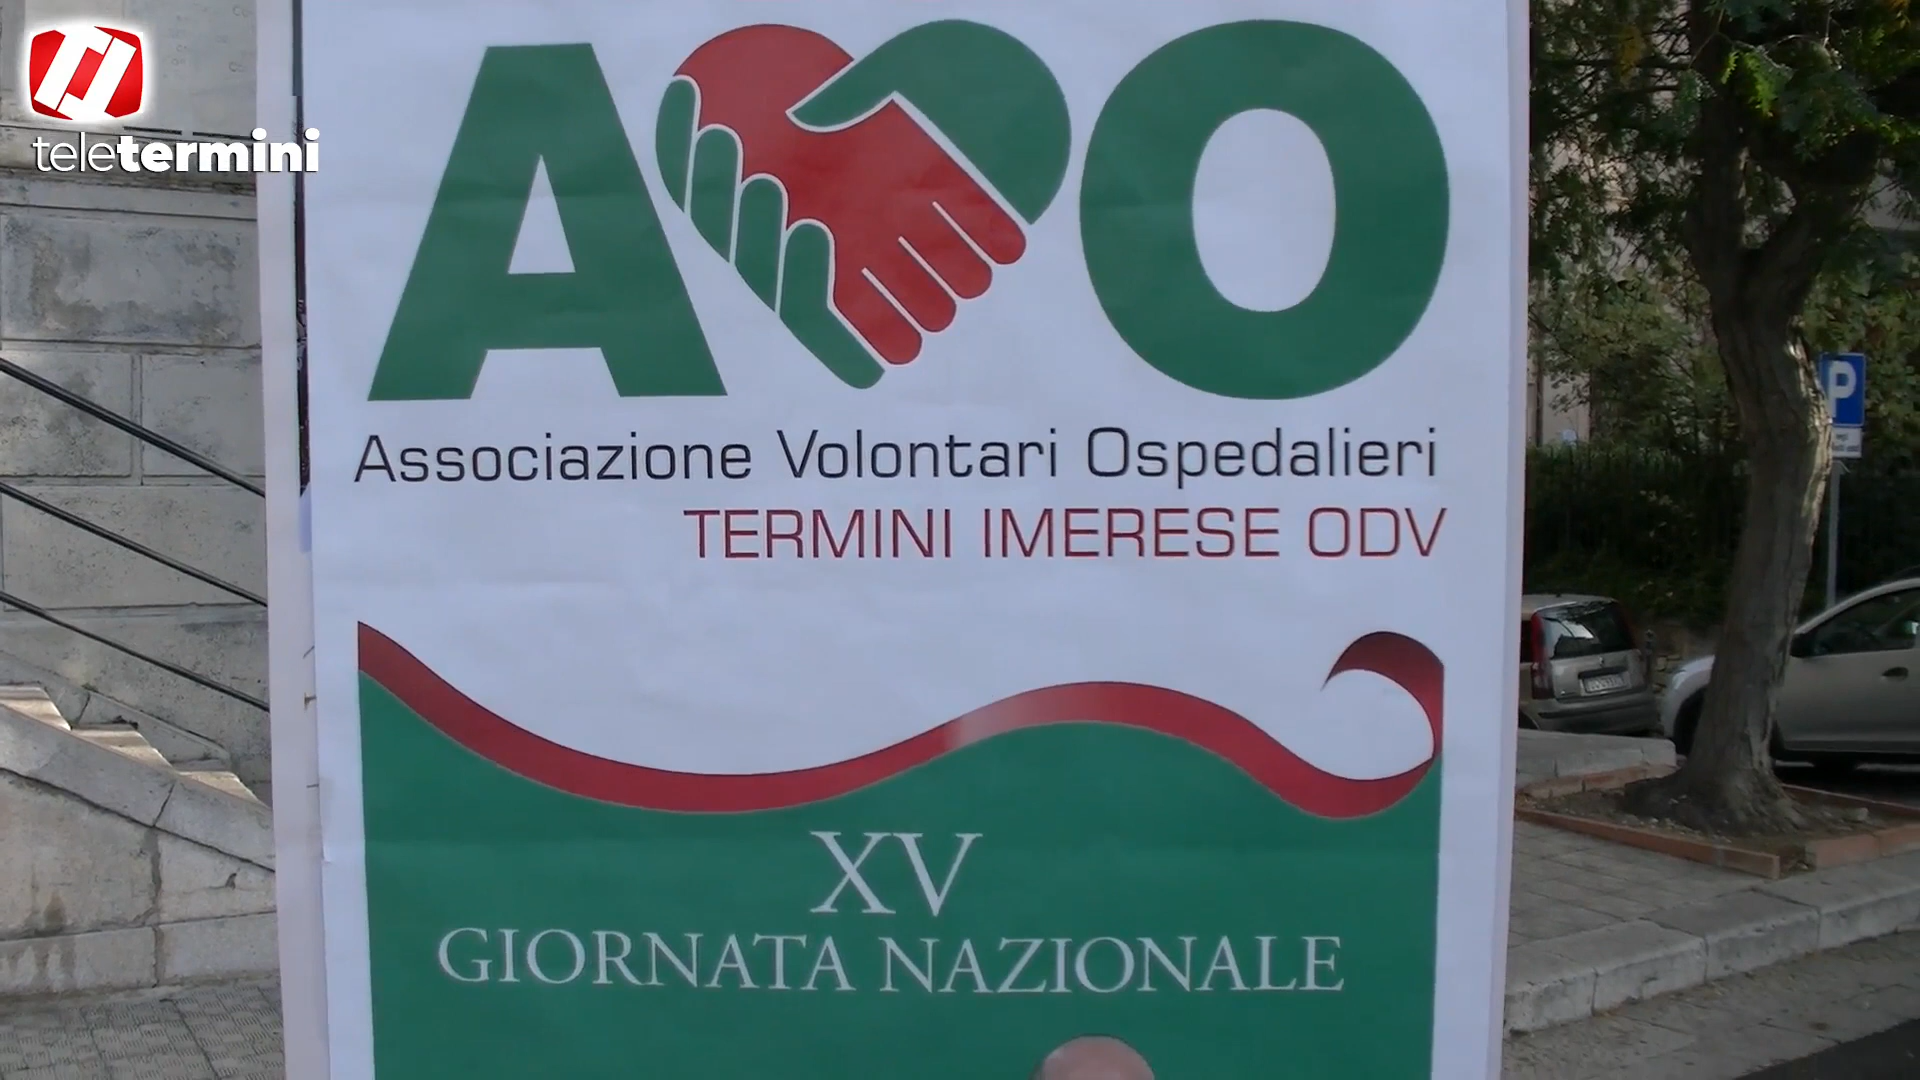 teletermini
AVO
Associazione Volontari Ospedalieri
TERMINI IMERESE ODV
XV
GIORNATA NAZIONALE
P